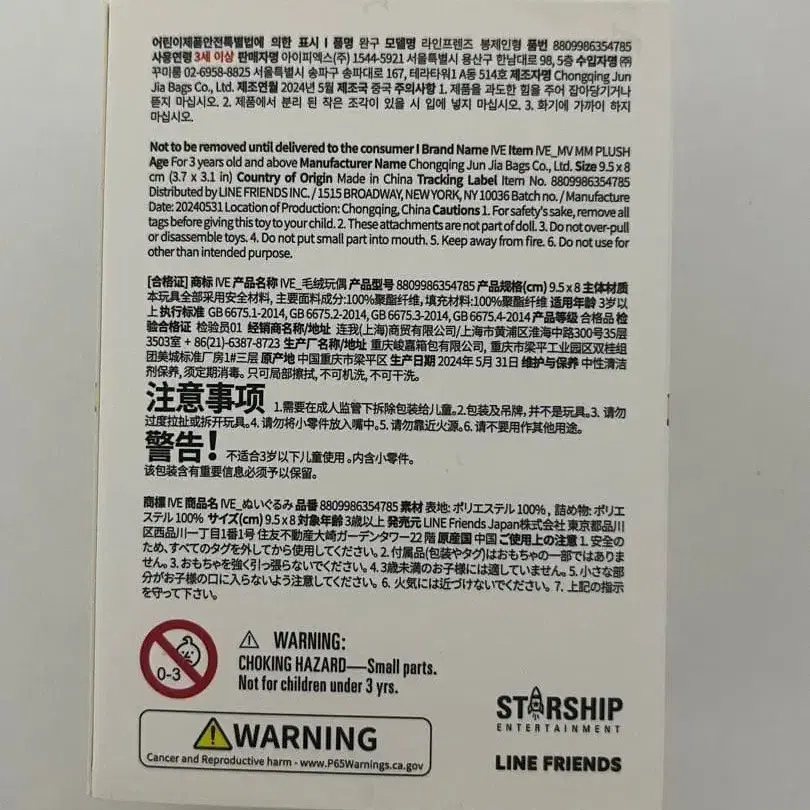 어린이제품안전특별법에 의한 표시 I 품명 완구 모델명 라인프렌즈 봉제인형 품번 8809986354785
사용연령 3세 이상 판매자명 아이피엑스(주) 1544-5921 서울특별시 용산구 한남대로 98, 5층 수입자명 ㈜
꾸미롬 02-6958-8825 서울특별시 송파구 송파대로 167, 테라타워1 A동 514호 제조자명 Chongqing Jun
Jia Bags Co., Ltd. 제조연월 2024년 5월 제조국 중국 주의사항 1. 제품을 과도한 힘을 주어 잡아당기거나
뜯지 마십시오. 2. 제품에서 분리 된 작은 조각이 있을 시 입에 넣지 마십시오. 3. 화기에 가까이 하지
마십시오.
Not to be removed until delivered to the consumer I Brand Name IVE Item IVE_MV MM PLUSH
Age For 3 years old and above Manufacturer Name Chongqing Jun Jia Bags Co., Ltd. Size 9.5 x 8
cm (3.7 x 3.1 in) Country of Origin Made in China Tracking Label Item No. 8809986354785
Distributed by LINE FRIENDS INC. / 1515 BROADWAY, NEW YORK, NY 10036 Batch no. / Manufacture
Date: 20240531 Location of Production: Chongqing, China Cautions 1. For safety's sake, remove all
tags before giving this toy to your child. 2. These attachments are not part of doll. 3. Do not over-pull
or disassemble toys. 4. Do not put small part into mouth. 5. Keep away from fire. 6. Do not use for
other than intended purpose.
[合格证] 商标 IVE 产品名称 IVE_毛绒玩偶 产品型号 8809986354785 产品规格(cm) 9.5 x 8 主体材质
本玩具全部采用安全材料, 主要面料成分:100%聚酯纤维, 填充材料:100%聚酯纤维 适用年龄 3岁以
上 执行标准 GB 6675.1-2014, GB 6675.2-2014, GB 6675.3-2014, GB 6675.4-2014 产品等级 合格品 检
验合格证 检验员01 经销商名称/地址 连我(上海)商贸有限公司/上海市黄浦区淮海中路300号35层
3503室 + 86(21)-6387-8723 生产厂名称/地址 重庆峻嘉箱包有限公司, 重庆市梁平工业园区双桂组
团美城标准厂房1#三层 原产地 中国重庆市梁平区 生产日期 2024年 5月 31日 维护与保养 中性清洁
剂保养, 须定期消毒。只可局部擦拭, 不可机洗, 不可干洗。
注意事项 1.需要在成人监管下拆除包装给儿童。2.包装及吊牌, 并不是玩具。3. 请勿
过度拉扯或拆开玩具。4. 请勿将小零件放入嘴中。5. 请勿靠近火源。6. 请不要用作其他用途。
警告! 不适合3岁以下儿童使用。内含小零件。
该包装含有重要信息必须予以保留。
商標 IVE 商品名 IVE_ぬいぐるみ 品番 8809986354785 素材 表地: ポリエステル 100% , 詰め物: ポリエ
ステル 100% サイズ(cm) 9.5 x 8 対象年齢 3歳以上 発売元 LINE Friends Japan株式会社 東京都品川
区西品川一丁目1番1号 住友不動産大崎ガーデンタワー22 階 原産国 中国 ご使用上の注意 1. 安全の
ため、すべてのタグを外してから使用してください。2. 付属品(包装やタグ)はおもちゃの一部ではありま
せん。3. おもちゃを強く引っ張らないでください。4. 3歳未満のお子様には適していません。5. 小さな部
分がお子様の口に入らないよう注意してください。6. 火気には近づけないでください。7. 上記の指示
を守って下さい。
0-3
WARNING:
CHOKING HAZARD—Small parts.
Not for children under 3 yrs.
WARNING
Cancer and Reproductive harm - www.P65Warnings.ca.gov
STARSHIP
ENTERTAINMENT
LINE FRIENDS